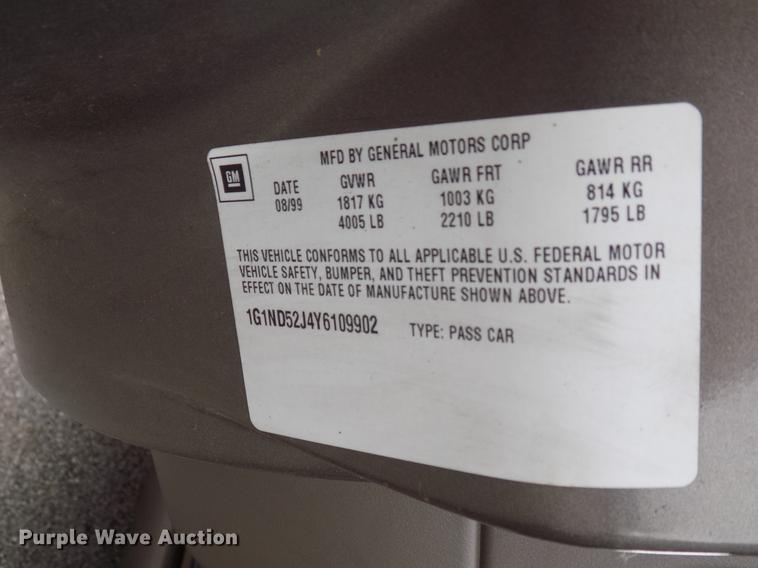 MFD BY GENERAL MOTORS CORP
GM
DATE GVWR GAWR FRT GAWR RR
08/99 1817 KG 1003 KG 814 KG
4005 LB 2210 LB 1795 LB
THIS VEHICLE CONFORMS TO ALL APPLICABLE U.S. FEDERAL MOTOR
VEHICLE SAFETY, BUMPER, AND THEFT PREVENTION STANDARDS IN
EFFECT ON THE DATE OF MANUFACTURE SHOWN ABOVE.
1G1ND52J4Y6109902 TYPE: PASS CAR
Purple Wave Auction